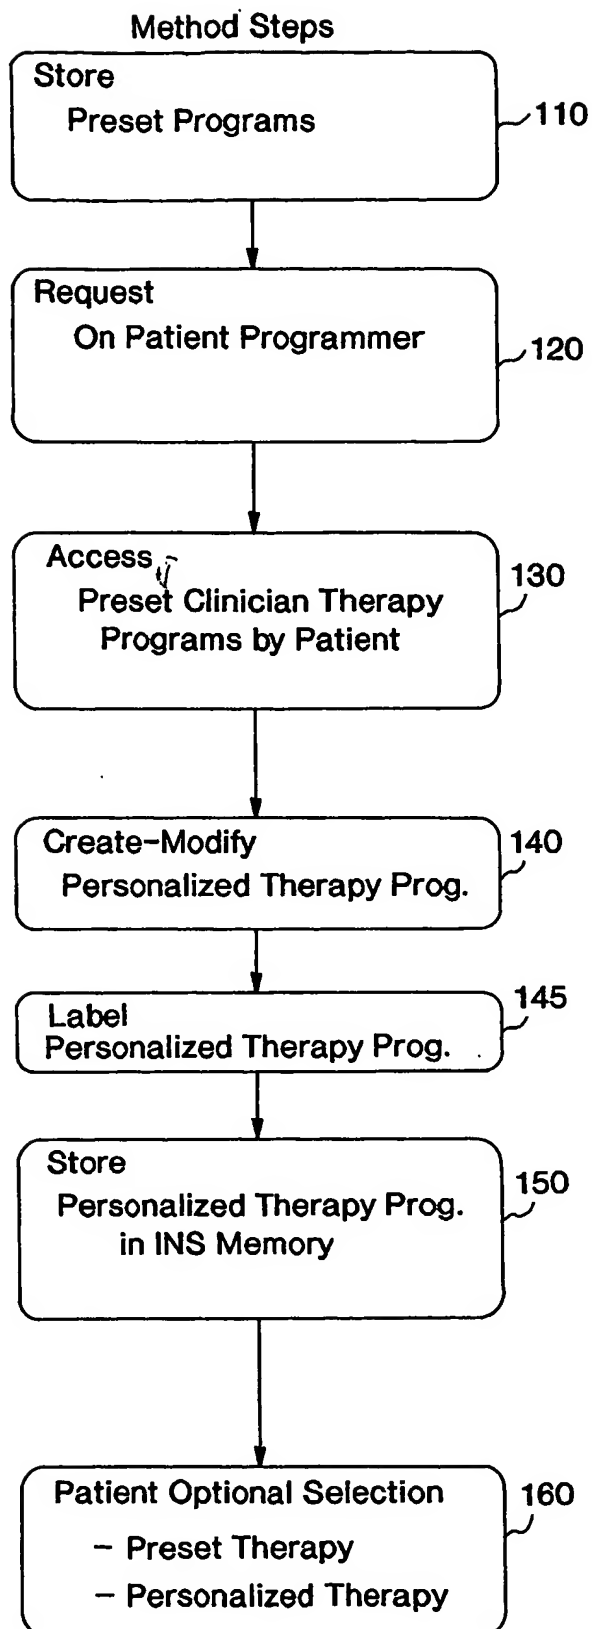 Method Steps
Store
Preset Programs
110
Request
On Patient Programmer
120
Access
Preset Clinician Therapy
Programs by Patient
130
Create-Modify
Personalized Therapy Prog.
140
Label
Personalized Therapy Prog.
145
Store
Personalized Therapy Prog.
in INS Memory
150
Patient Optional Selection
- Preset Therapy
- Personalized Therapy
160